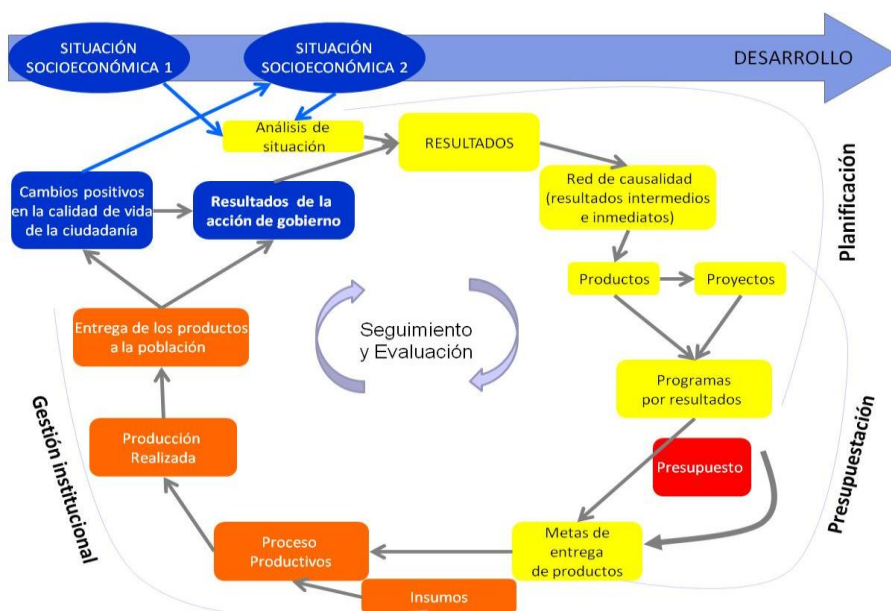 SITUACIÓN
SOCIOECONÓMICA 1
SITUACIÓN
SOCIOECONÓMICA 2
DESARROLLO
Análisis de
situación
RESULTADOS
Red de causalidad
(resultados intermedios
e inmediatos)
Planificación
Cambios positivos
en la calidad de vida
de la ciudadanía
Resultados de la
acción de gobierno
Productos
Proyectos
Entrega de los productos
a la población
Seguimiento
y Evaluación
Programas
por resultados
Presupuestación
Gestión institucional
Producción
Realizada
Presupuesto
Proceso
Productivos
Metas de
entrega
de productos
Insumos